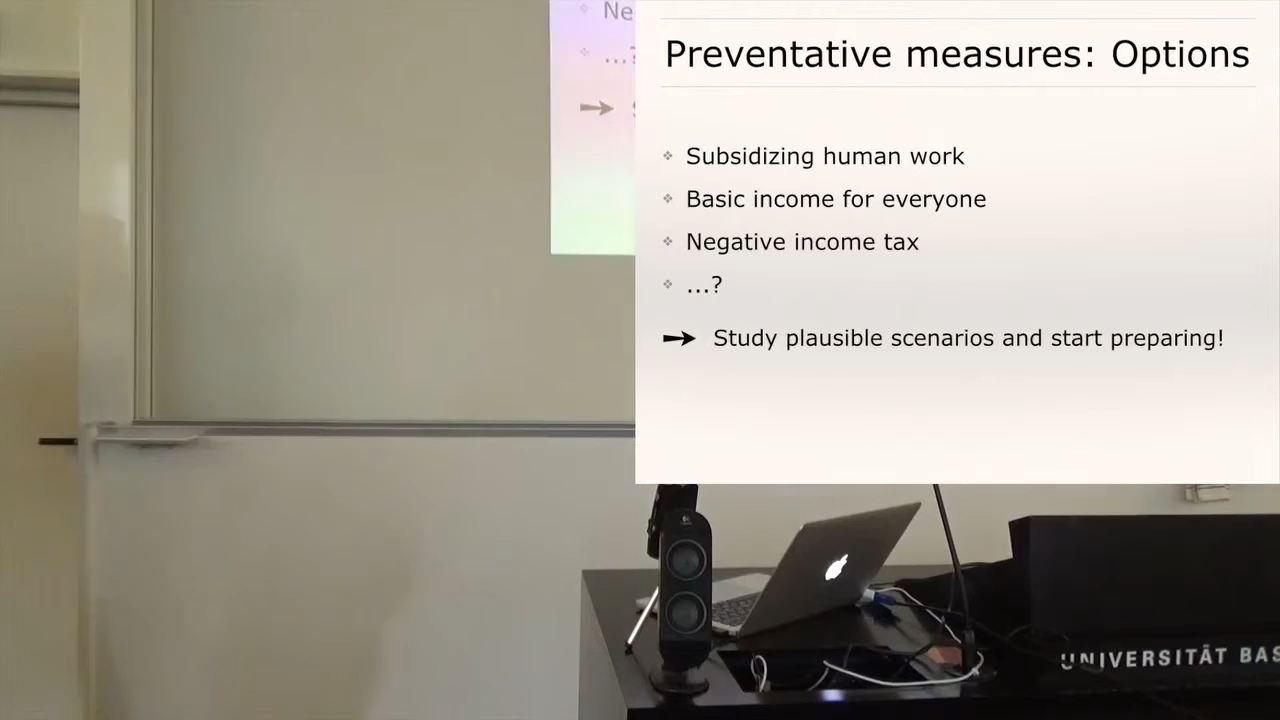 Ne
...?
Preventative measures: Options
Subsidizing human work
Basic income for everyone
Negative income tax
...?
Study plausible scenarios and start preparing!
UNIVERSITÄT BAS